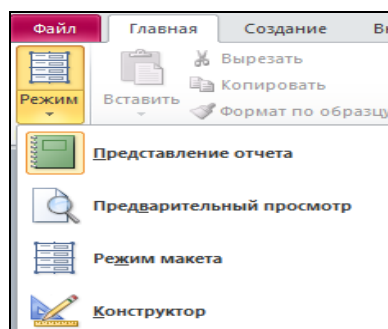 Файл Главная Создание
Вырезать
Копировать
Режим Вставить Формат по образцу
Представление отчета
Предварительный просмотр
Режим макета
Конструктор